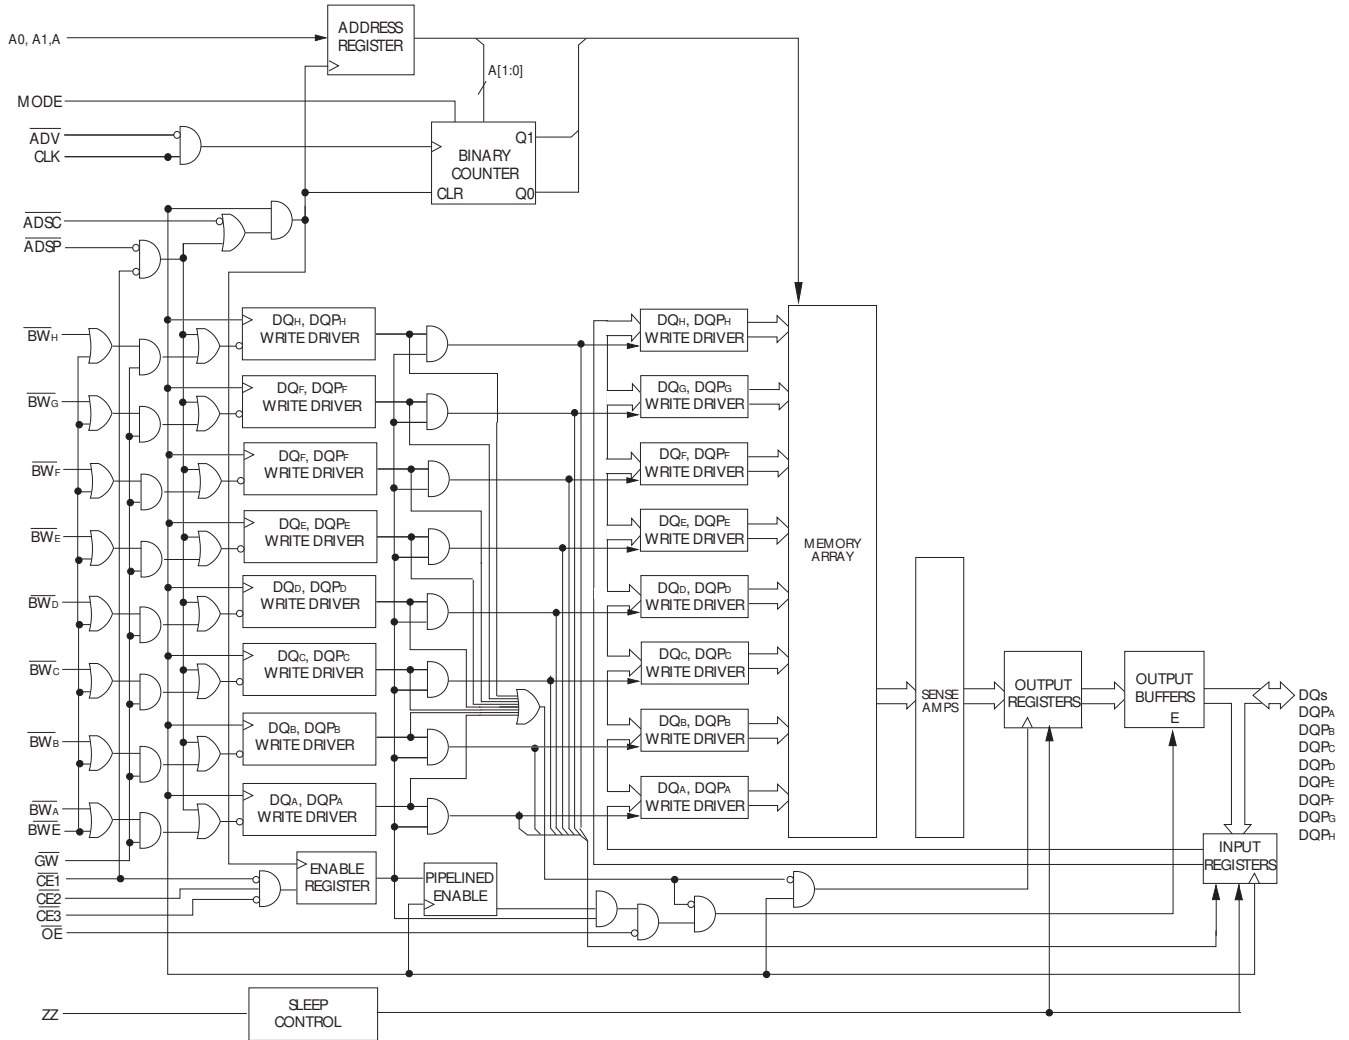 A0, A1,A
ADDRESS
REGISTER
A[1:0]
MODE
ADV
CLK
BINARY
COUNTER
CLR
Q1
Q0
ADSC
ADSP
BWH
DQH, DQPH
WRITE DRIVER
DQH, DQPH
WRITE DRIVER
BWG
DQF, DQPF
WRITE DRIVER
DQG, DQPG
WRITE DRIVER
BWF
DQF, DQPF
WRITE DRIVER
DQF, DQPF
WRITE DRIVER
BWE
DQE, DQPE
WRITE DRIVER
DQE, DQPE
WRITE DRIVER
MEMORY
ARRAY
BWD
DQD, DQPD
WRITE DRIVER
DQD, DQPD
WRITE DRIVER
BWC
DQC, DQPC
WRITE DRIVER
DQC, DQPC
WRITE DRIVER
SENSE
AMPS
OUTPUT
REGISTERS
OUTPUT
BUFFERS
E
DQs
DQPA
DQPB
DQPC
DQPD
DQPE
DQPF
DQPG
DQPH
BWB
DQB, DQPB
WRITE DRIVER
DQB, DQPB
WRITE DRIVER
BWA
BWE
DQA, DQPA
WRITE DRIVER
DQA, DQPA
WRITE DRIVER
INPUT
REGISTERS
GW
CE1
CE2
CE3
OE
ENABLE
REGISTER
PIPELINED
ENABLE
ZZ
SLEEP
CONTROL